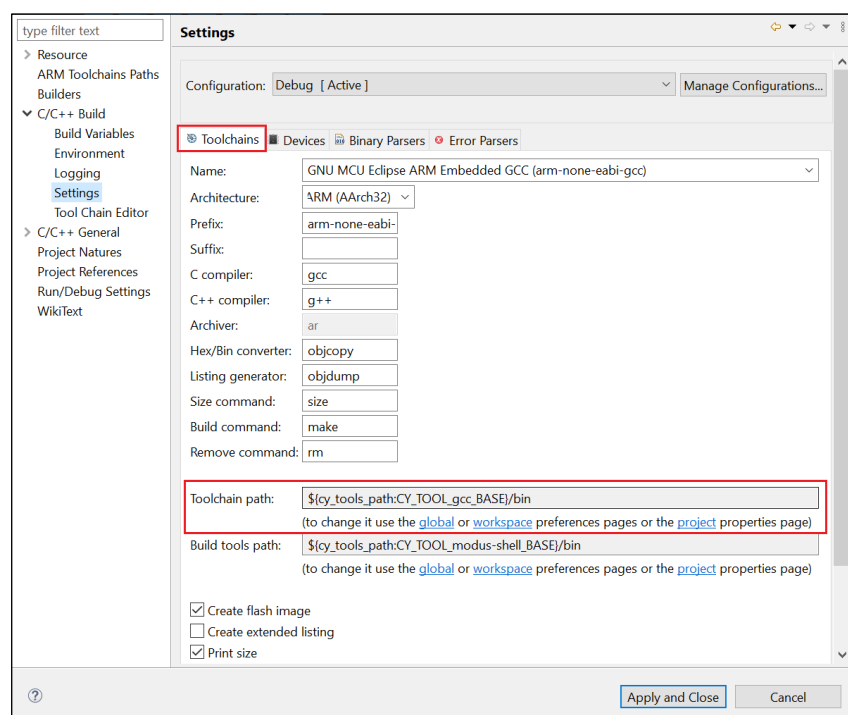 type filter text
Resource
ARM Toolchains Paths
Builders
C/C++ Build
Build Variables
Environment
Logging
Settings
Tool Chain Editor
C/C++ General
Project Natures
Project References
Run/Debug Settings
WikiText
Settings
Configuration: Debug [ Active ] Manage Configurations...
Toolchains Devices Binary Parsers Error Parsers
Name: GNU MCU Eclipse ARM Embedded GCC (arm-none-eabi-gcc)
Architecture: ARM (AArch32)
Prefix: arm-none-eabi-
Suffix:
C compiler: gcc
C++ compiler: g++
Archiver: ar
Hex/Bin converter: objcopy
Listing generator: objdump
Size command: size
Build command: make
Remove command: rm
Toolchain path: ${cy_tools_path:CY_TOOL_gcc_BASE}/bin
(to change it use the global or workspace preferences pages or the project properties page)
Build tools path: ${cy_tools_path:CY_TOOL_modus-shell_BASE}/bin
(to change it use the global or workspace preferences pages or the project properties page)
Create flash image
Create extended listing
Print size
Apply and Close Cancel